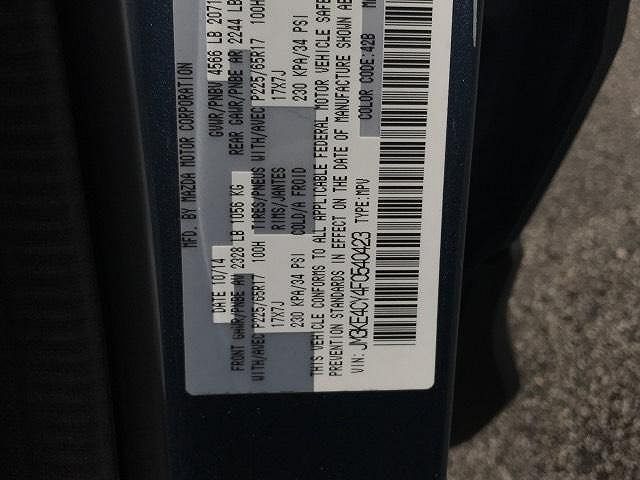 MFD. BY MAZDA MOTOR CORPORATION
DATE 10/14 GVWR/PNBV 4566 LB 2071
FRONT GAWR/PNBE AV 2328 LB 1056 KG REAR GAWR/PNBE AR 2244 LB
WITH/AVEC P225/65R17 100H TIRES/PNEUS WITH/AVEC P225/65R17 100H
17X7J RIMS/JANTES 17X7J
230 KPA/34 PSI COLD/A FROID 230 KPA/34 PSI
THIS VEHICLE CONFORMS TO ALL APPLICABLE FEDERAL MOTOR VEHICLE SAFE
PREVENTION STANDARDS IN EFFECT ON THE DATE OF MANUFACTURE SHOWN AB
VIN: JM3KE4CY4F0540423 TYPE: MPV COLOR CODE: 42B